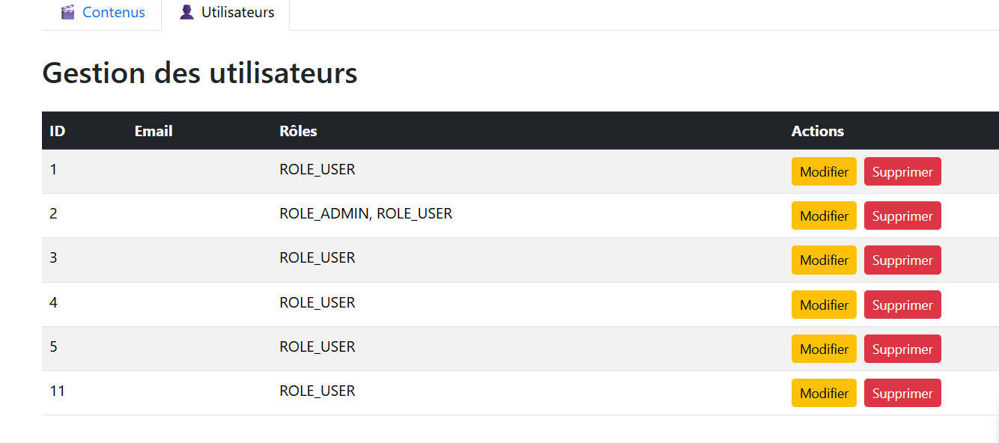 Contenus Utilisateurs
Gestion des utilisateurs
ID Email Rôles Actions
1 ROLE_USER Modifier Supprimer
2 ROLE_ADMIN, ROLE_USER Modifier Supprimer
3 ROLE_USER Modifier Supprimer
4 ROLE_USER Modifier Supprimer
5 ROLE_USER Modifier Supprimer
11 ROLE_USER Modifier Supprimer